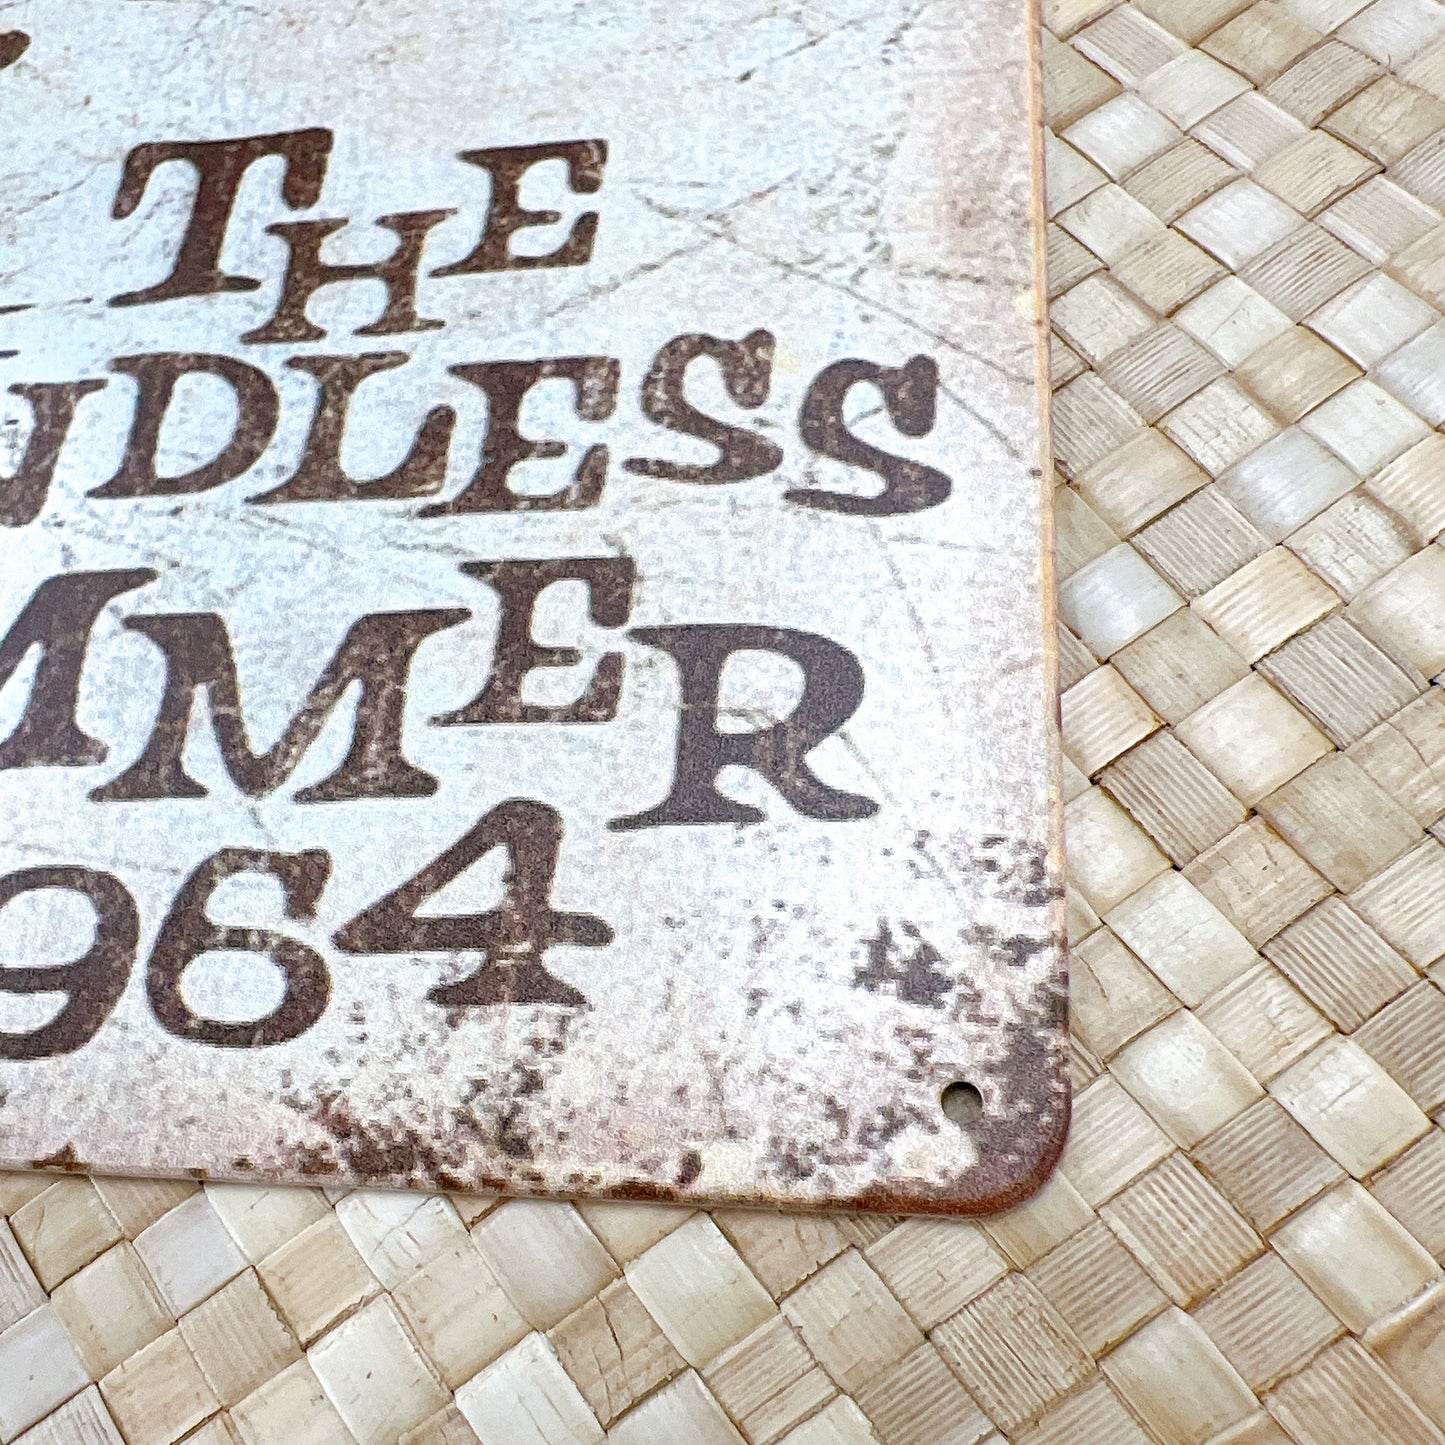 THE
NDLESS
MMER
964